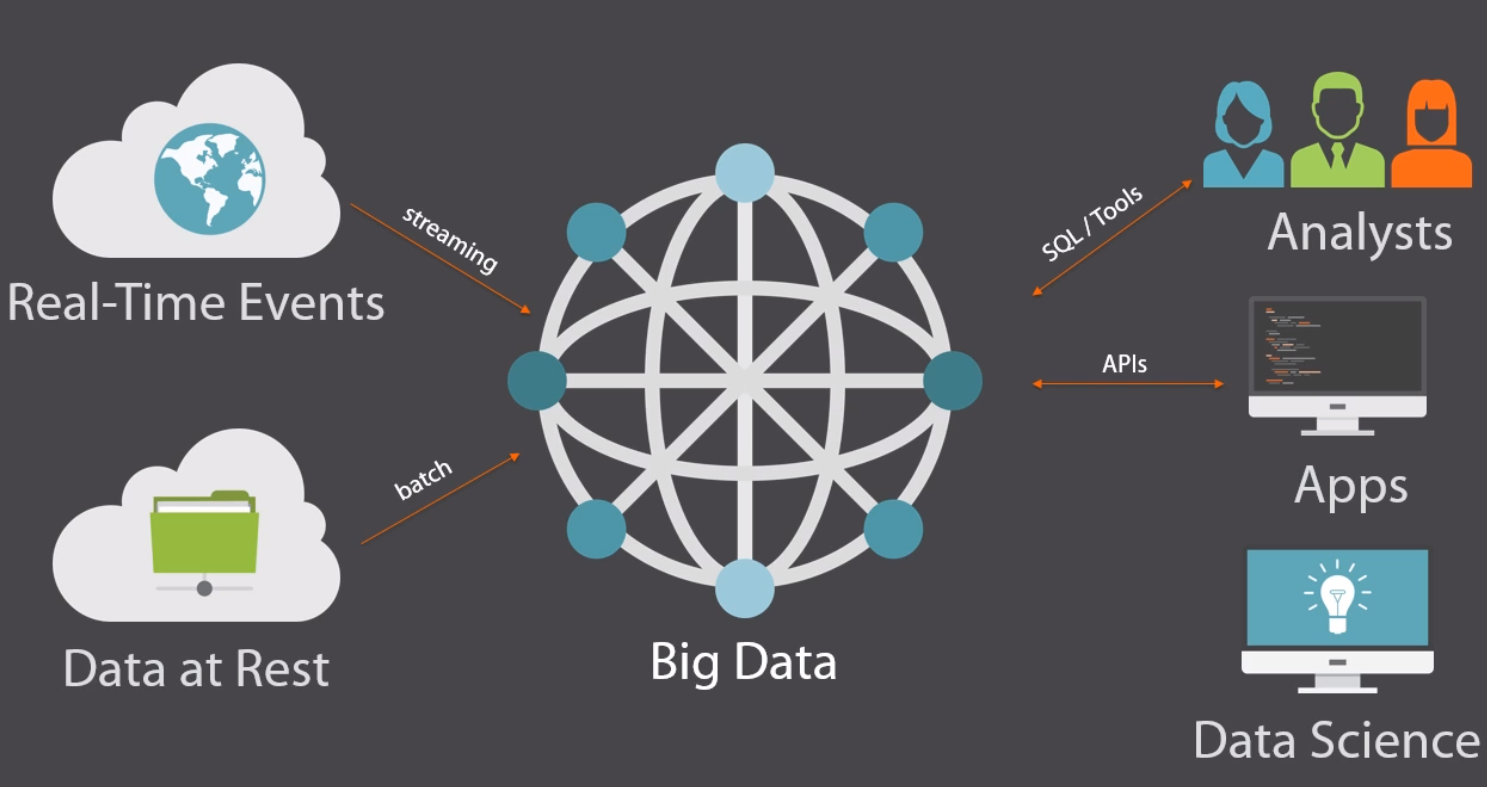 Real-Time Events
streaming
Data at Rest
batch
Big Data
SQL / Tools
Analysts
APIs
Apps
Data Science